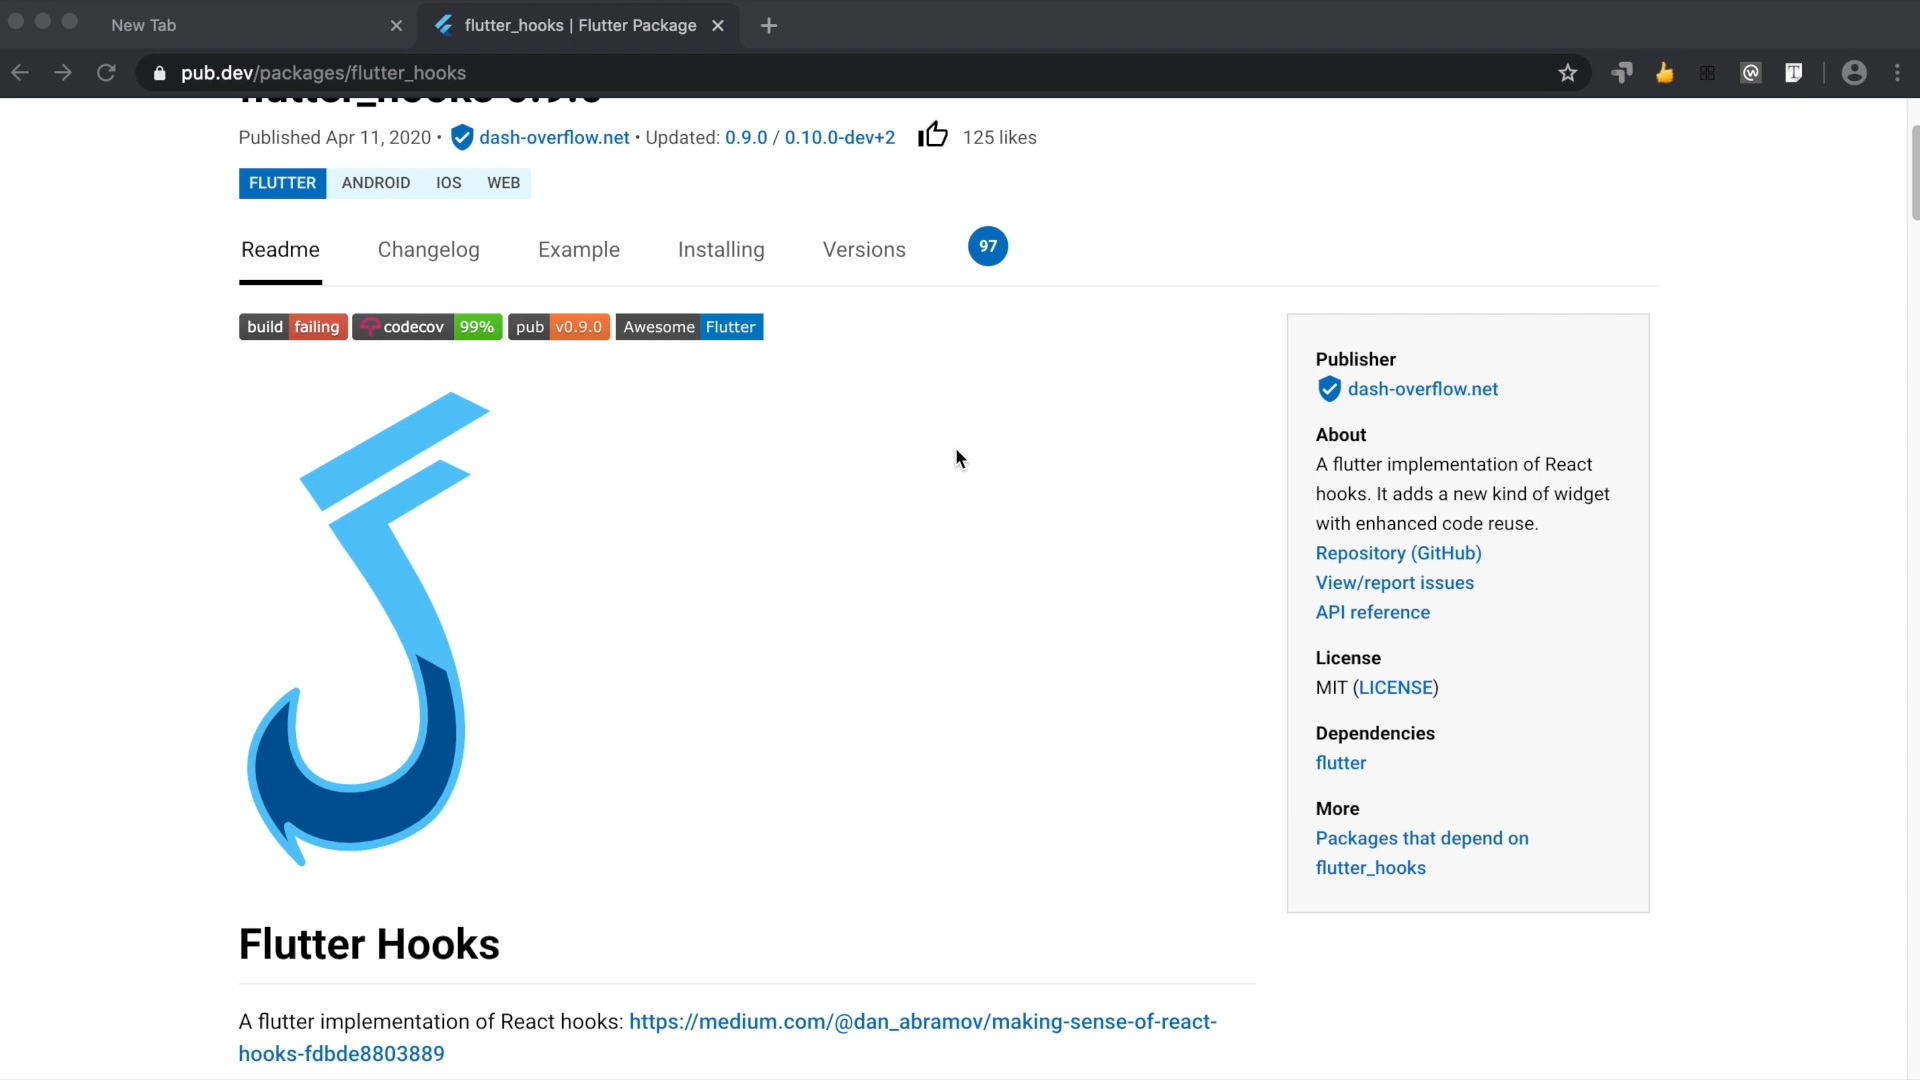 New Tab
flutter_hooks | Flutter Package
pub.dev/packages/flutter_hooks
flutter_hooks 0.9.0
Published Apr 11, 2020 • dash-overflow.net • Updated: 0.9.0 / 0.10.0-dev+2 125 likes
FLUTTER ANDROID IOS WEB
Readme Changelog Example Installing Versions 97
build failing codecov 99% pub v0.9.0 Awesome Flutter
Publisher
dash-overflow.net
About
A flutter implementation of React
hooks. It adds a new kind of widget
with enhanced code reuse.
Repository (GitHub)
View/report issues
API reference
License
MIT (LICENSE)
Dependencies
flutter
More
Packages that depend on
flutter_hooks
Flutter Hooks
A flutter implementation of React hooks: https://medium.com/@dan_abramov/making-sense-of-react-
hooks-fdbde8803889